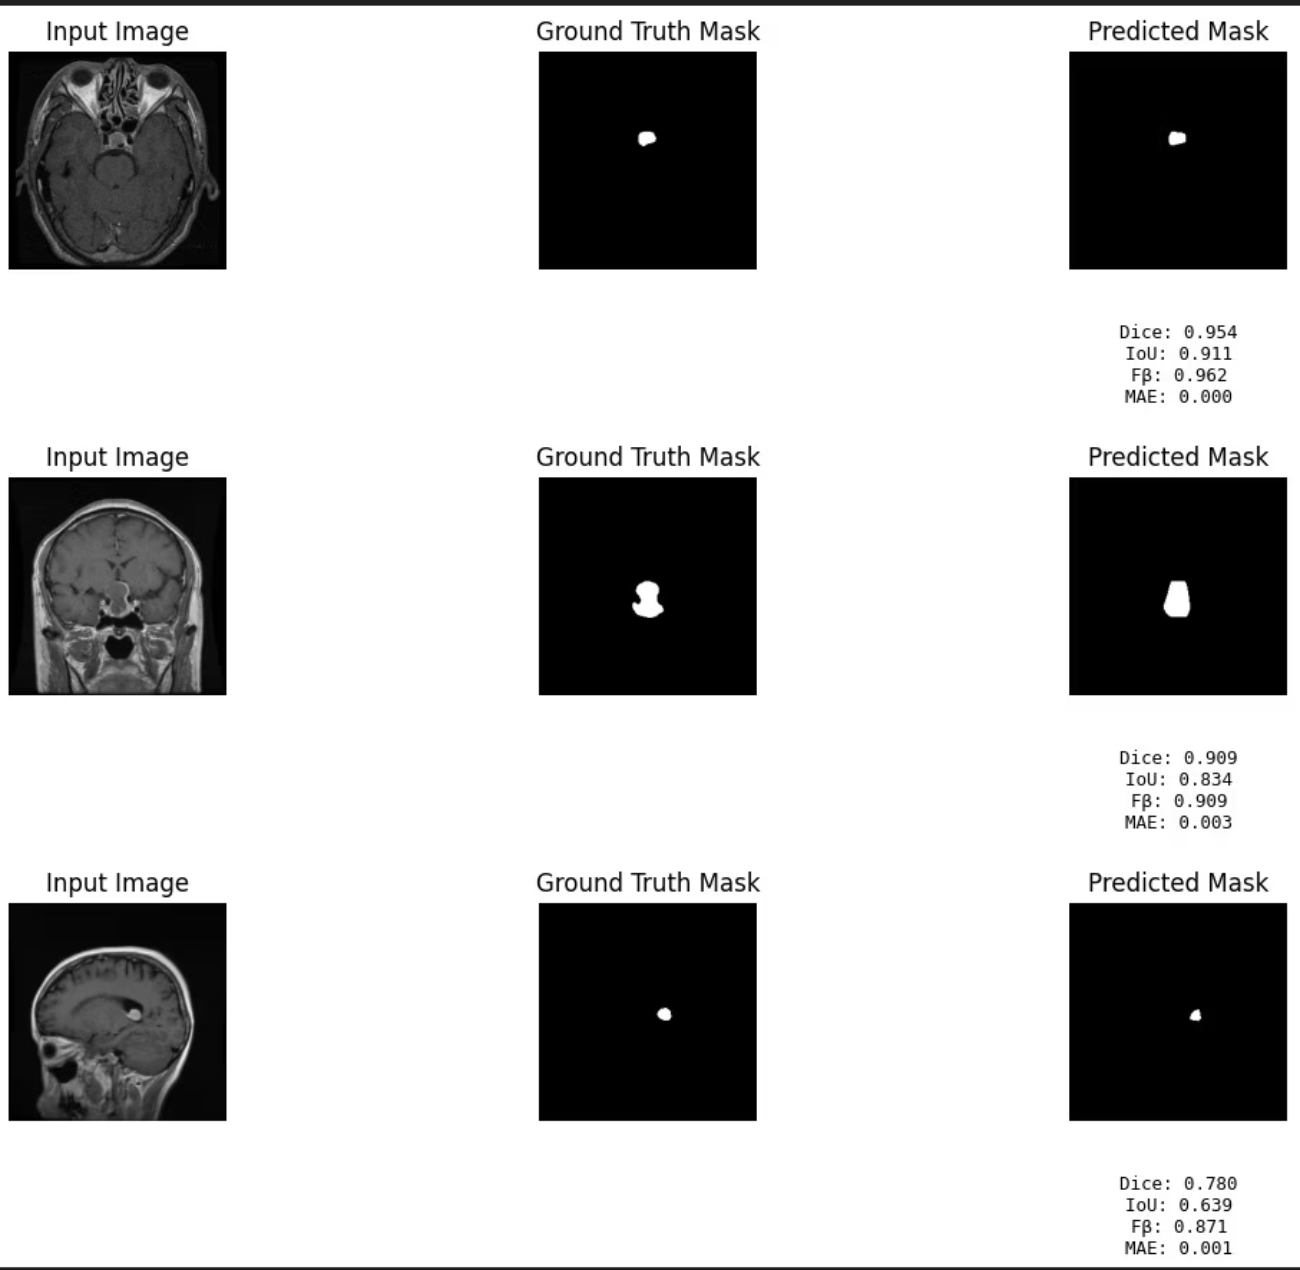 Input Image
Ground Truth Mask
Predicted Mask
Dice: 0.954
IoU: 0.911
Fβ: 0.962
MAE: 0.000
Input Image
Ground Truth Mask
Predicted Mask
Dice: 0.909
IoU: 0.834
Fβ: 0.909
MAE: 0.003
Input Image
Ground Truth Mask
Predicted Mask
Dice: 0.780
IoU: 0.639
Fβ: 0.871
MAE: 0.001